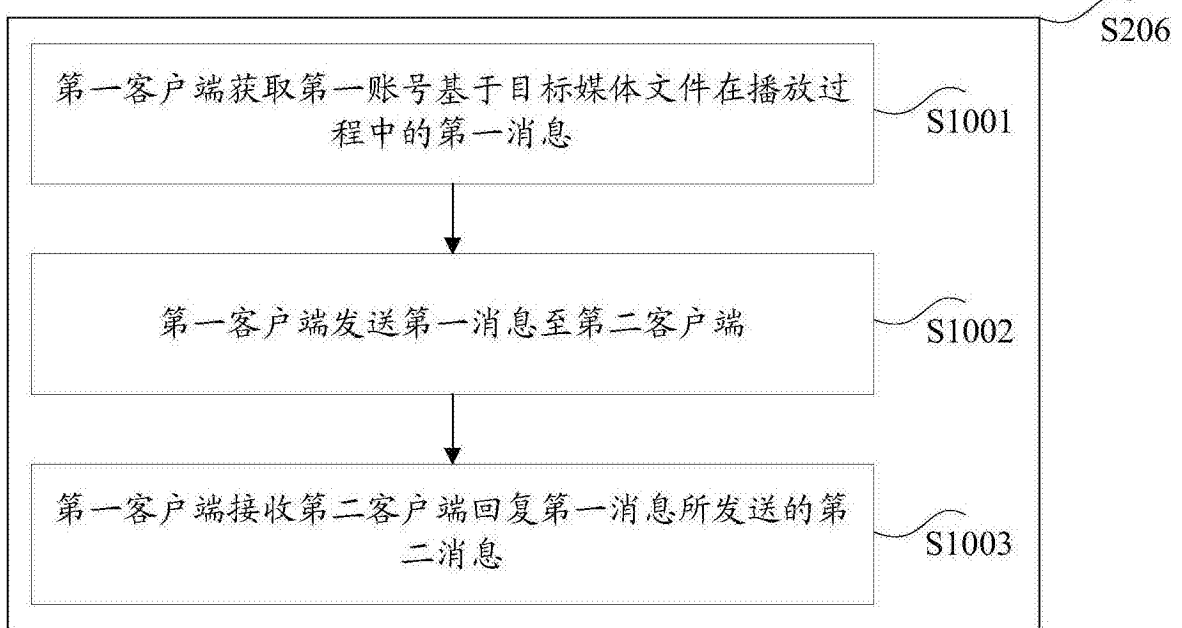 S206
第一客户端获取第一账号基于目标媒体文件在播放过
程中的第一消息
S1001
第一客户端发送第一消息至第二客户端
S1002
第一客户端接收第二客户端回复第一消息所发送的第
二消息
S1003